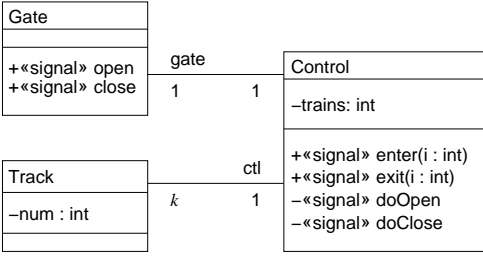 Gate
+«signal» open
+«signal» close
gate
1
1
Control
−trains: int
+«signal» enter(i : int)
+«signal» exit(i : int)
−«signal» doOpen
−«signal» doClose
Track
−num : int
ctl
k
1